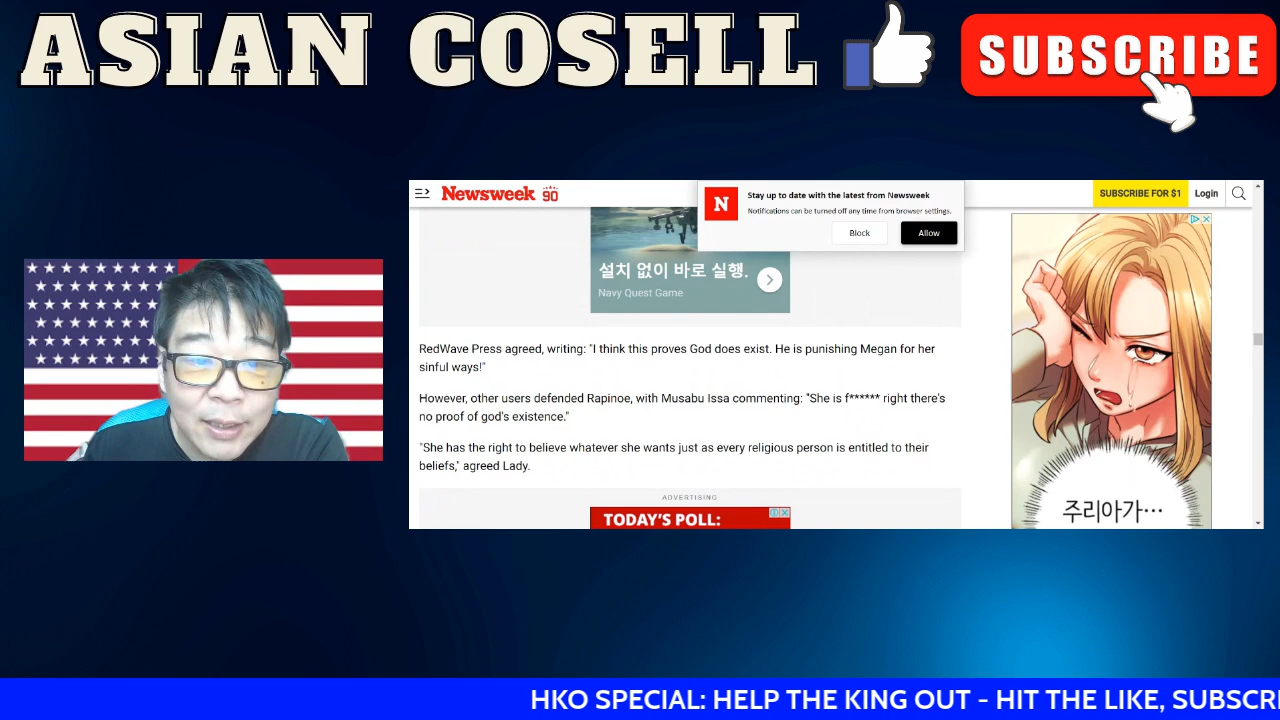 ASIAN COSELL
SUBSCRIBE
Newsweek 90
N
Stay up to date with the latest from Newsweek
Notifications can be turned off any time from browser settings.
Block
Allow
SUBSCRIBE FOR $1
Login
설치 없이 바로 실행.
Navy Quest Game
RedWave Press agreed, writing: "I think this proves God does exist. He is punishing Megan for her
sinful ways!"
However, other users defended Rapinoe, with Musabu Issa commenting: "She is f****** right there's
no proof of god's existence."
"She has the right to believe whatever she wants just as every religious person is entitled to their
beliefs," agreed Lady.
ADVERTISING
TODAY'S POLL:
주리아가…
HKO SPECIAL: HELP THE KING OUT - HIT THE LIKE, SUBSCRI